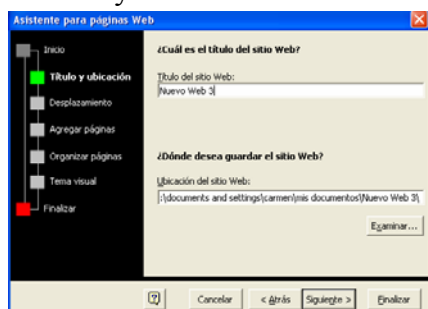 Asistente para páginas Web
Inicio
Título y ubicación
Desplazamiento
Agregar páginas
Organizar páginas
Tema visual
Finalizar
¿Cuál es el título del sitio Web?
Título del sitio Web:
Nuevo Web 3
¿Dónde desea guardar el sitio Web?
Ubicación del sitio Web:
:\documents and settings\carmen\mis documentos\Nuevo Web 3\
Examinar...
Cancelar
< Atrás
Siguiente >
Finalizar